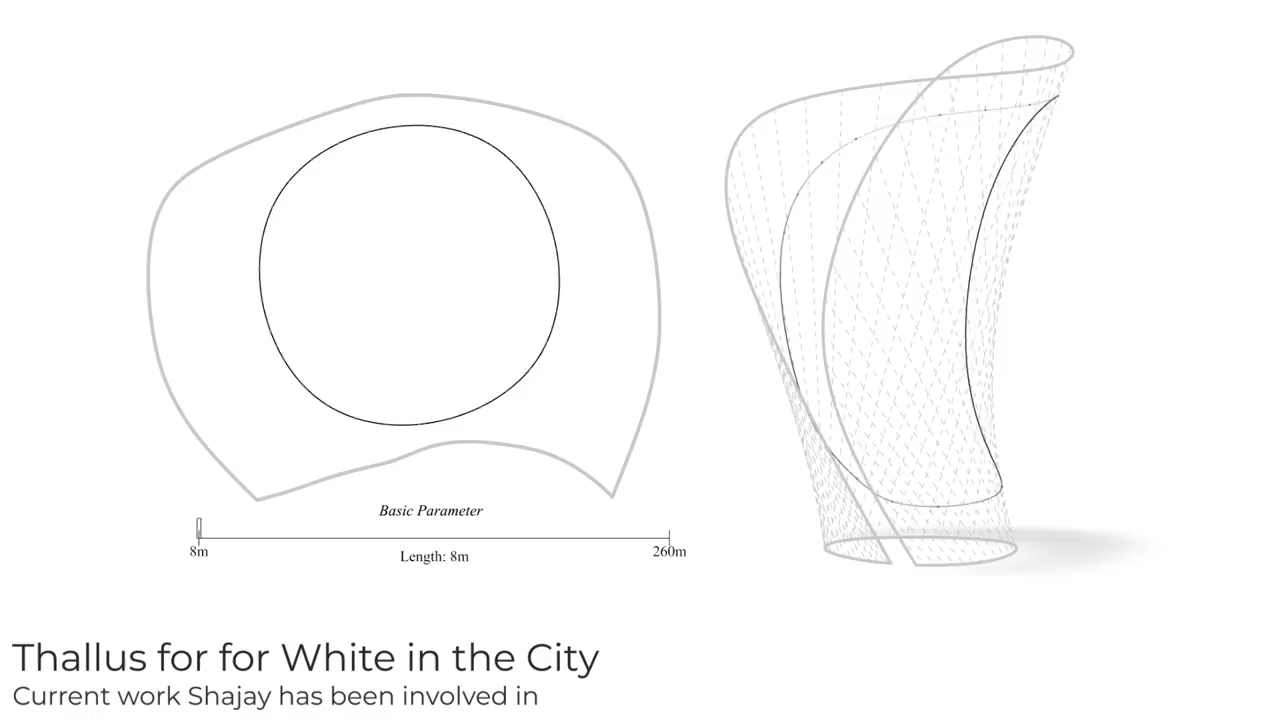 Basic Parameter
8m
260m
Length: 8m
Thallus for for White in the City
Current work Shajay has been involved in